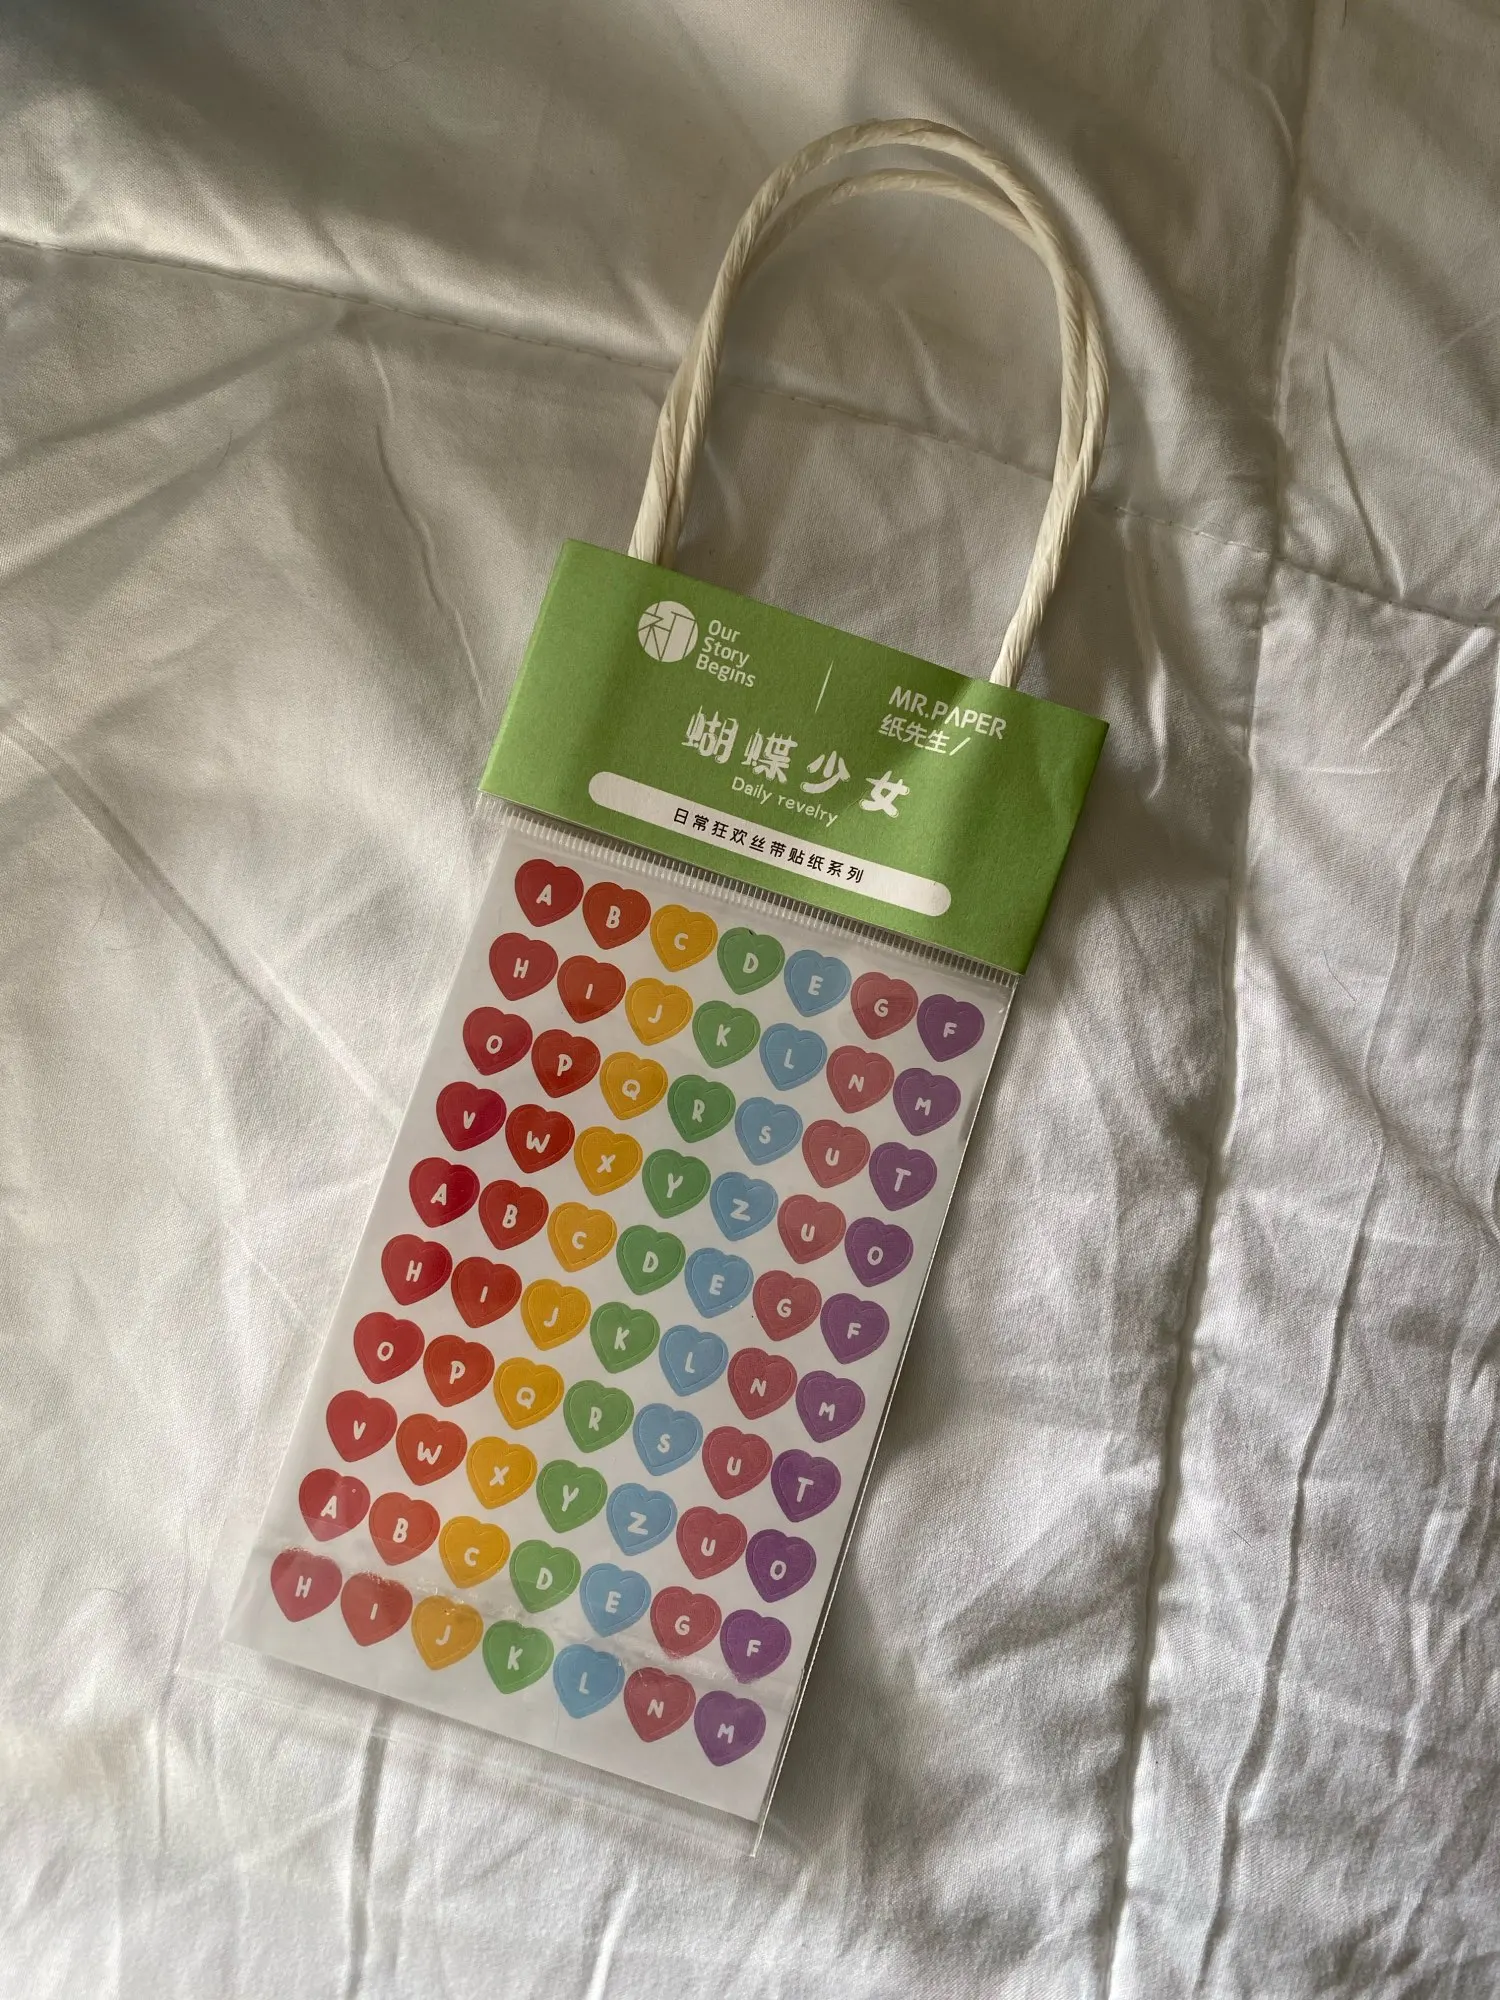 初
Our
Story
Begins
MR.PAPER
纸先生/
蝴蝶少女
Daily revelry
日常狂欢丝带贴纸系列
A B C D E G F
H I J K L N M
O P Q R S U T
V W X Y Z U O
A B C D E G F
H I J K L N M
O P Q R S U T
V W X Y Z U O
A B C D E G F
H I J K L N M